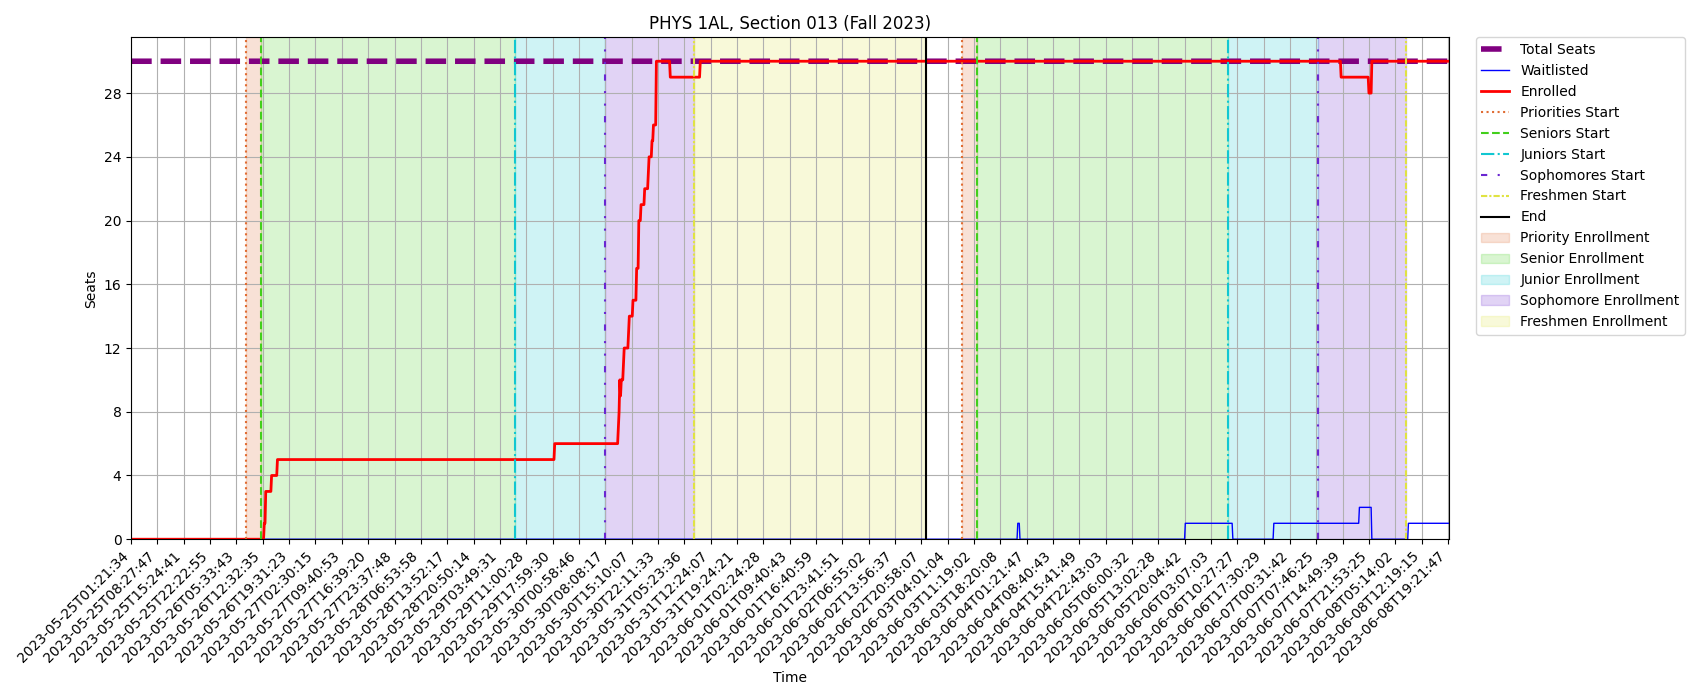 PHYS 1AL, Section 013 (Fall 2023)
Total Seats
Waitlisted
Enrolled
Priorities Start
Seniors Start
Juniors Start
Sophomores Start
Freshmen Start
End
Priority Enrollment
Senior Enrollment
Junior Enrollment
Sophomore Enrollment
Freshmen Enrollment
Seats
28
24
20
16
12
8
4
0
2023-05-25T01:21:34
2023-05-25T08:27:47
2023-05-25T15:24:41
2023-05-25T22:22:55
2023-05-26T05:33:43
2023-05-26T12:32:35
2023-05-26T19:31:23
2023-05-27T02:30:15
2023-05-27T09:40:53
2023-05-27T16:39:20
2023-05-27T23:37:48
2023-05-28T06:53:58
2023-05-28T13:52:17
2023-05-28T20:50:14
2023-05-29T03:49:31
2023-05-29T11:00:28
2023-05-29T17:59:30
2023-05-30T00:58:46
2023-05-30T08:08:17
2023-05-30T15:10:07
2023-05-30T22:11:33
2023-05-31T05:23:36
2023-05-31T12:24:07
2023-05-31T19:24:21
2023-06-01T02:24:28
2023-06-01T09:40:43
2023-06-01T16:40:59
2023-06-01T23:41:51
2023-06-02T06:55:02
2023-06-02T13:56:37
2023-06-02T20:58:07
2023-06-03T04:01:04
2023-06-03T11:19:02
2023-06-03T18:20:08
2023-06-04T01:21:47
2023-06-04T08:40:43
2023-06-04T15:41:49
2023-06-04T22:43:03
2023-06-05T06:00:32
2023-06-05T13:02:28
2023-06-05T20:04:42
2023-06-06T03:07:03
2023-06-06T10:27:27
2023-06-06T17:30:29
2023-06-07T00:31:42
2023-06-07T07:46:25
2023-06-07T14:49:39
2023-06-07T21:53:25
2023-06-08T05:14:02
2023-06-08T12:19:15
2023-06-08T19:21:47
Time